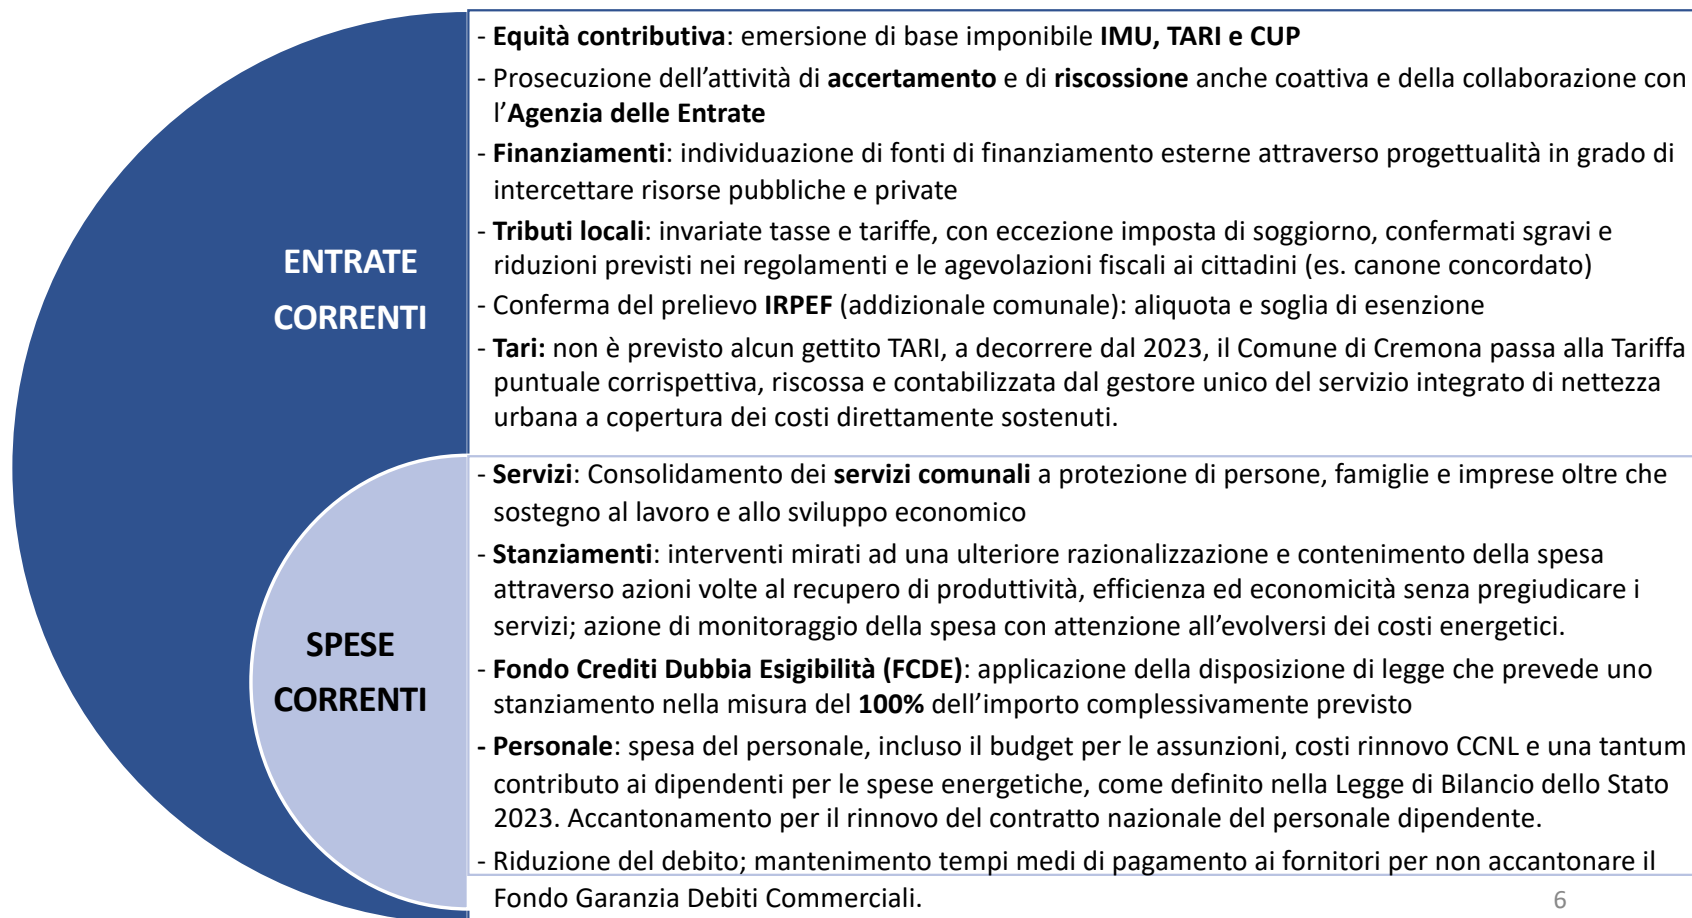 ENTRATE
CORRENTI
- Equità contributiva: emersione di base imponibile IMU, TARI e CUP
- Prosecuzione dell’attività di accertamento e di riscossione anche coattiva e della collaborazione con
l’Agenzia delle Entrate
- Finanziamenti: individuazione di fonti di finanziamento esterne attraverso progettualità in grado di
intercettare risorse pubbliche e private
- Tributi locali: invariate tasse e tariffe, con eccezione imposta di soggiorno, confermati sgravi e
riduzioni previsti nei regolamenti e le agevolazioni fiscali ai cittadini (es. canone concordato)
- Conferma del prelievo IRPEF (addizionale comunale): aliquota e soglia di esenzione
- Tari: non è previsto alcun gettito TARI, a decorrere dal 2023, il Comune di Cremona passa alla Tariffa
puntuale corrispettiva, riscossa e contabilizzata dal gestore unico del servizio integrato di nettezza
urbana a copertura dei costi direttamente sostenuti.
SPESE
CORRENTI
- Servizi: Consolidamento dei servizi comunali a protezione di persone, famiglie e imprese oltre che
sostegno al lavoro e allo sviluppo economico
- Stanziamenti: interventi mirati ad una ulteriore razionalizzazione e contenimento della spesa
attraverso azioni volte al recupero di produttività, efficienza ed economicità senza pregiudicare i
servizi; azione di monitoraggio della spesa con attenzione all’evolversi dei costi energetici.
- Fondo Crediti Dubbia Esigibilità (FCDE): applicazione della disposizione di legge che prevede uno
stanziamento nella misura del 100% dell’importo complessivamente previsto
- Personale: spesa del personale, incluso il budget per le assunzioni, costi rinnovo CCNL e una tantum
contributo ai dipendenti per le spese energetiche, come definito nella Legge di Bilancio dello Stato
2023. Accantonamento per il rinnovo del contratto nazionale del personale dipendente.
- Riduzione del debito; mantenimento tempi medi di pagamento ai fornitori per non accantonare il
Fondo Garanzia Debiti Commerciali.
6